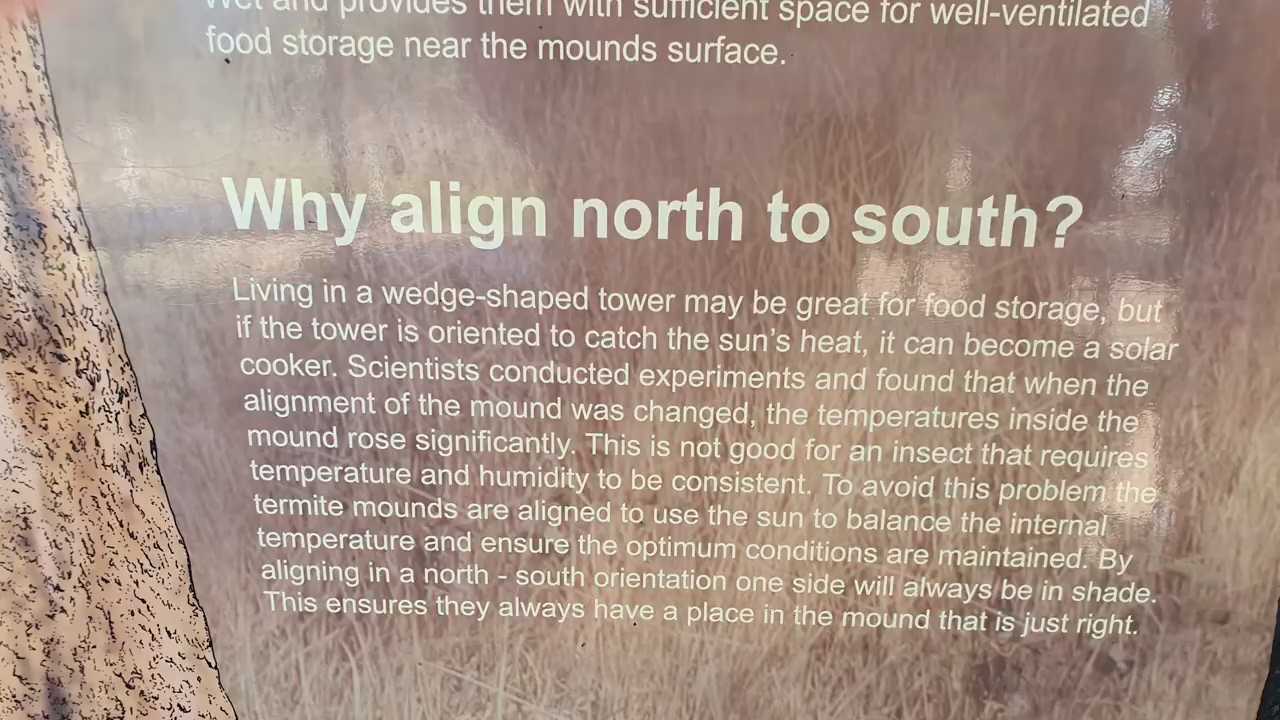 Wet and provides them with sufficient space for well-ventilated
food storage near the mounds surface.
Why align north to south?
Living in a wedge-shaped tower may be great for food storage, but
if the tower is oriented to catch the sun's heat, it can become a solar
cooker. Scientists conducted experiments and found that when the
alignment of the mound was changed, the temperatures inside the
mound rose significantly. This is not good for an insect that requires
temperature and humidity to be consistent. To avoid this problem the
termite mounds are aligned to use the sun to balance the internal
temperature and ensure the optimum conditions are maintained. By
aligning in a north - south orientation one side will always be in shade.
This ensures they always have a place in the mound that is just right.